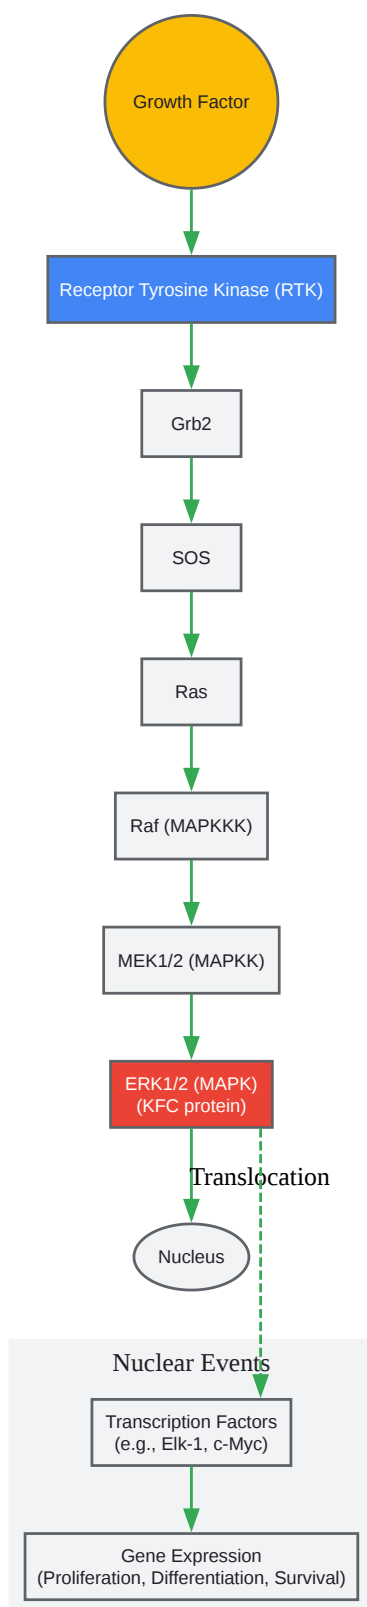 Growth Factor
Receptor Tyrosine Kinase (RTK)
Grb2
SOS
Ras
Raf (MAPKKK)
MEK1/2 (MAPKK)
ERK1/2 (MAPK)
(KFC protein)
Translocation
Nucleus
Nuclear Events
Transcription Factors
(e.g., Elk-1, c-Myc)
Gene Expression
(Proliferation, Differentiation, Survival)